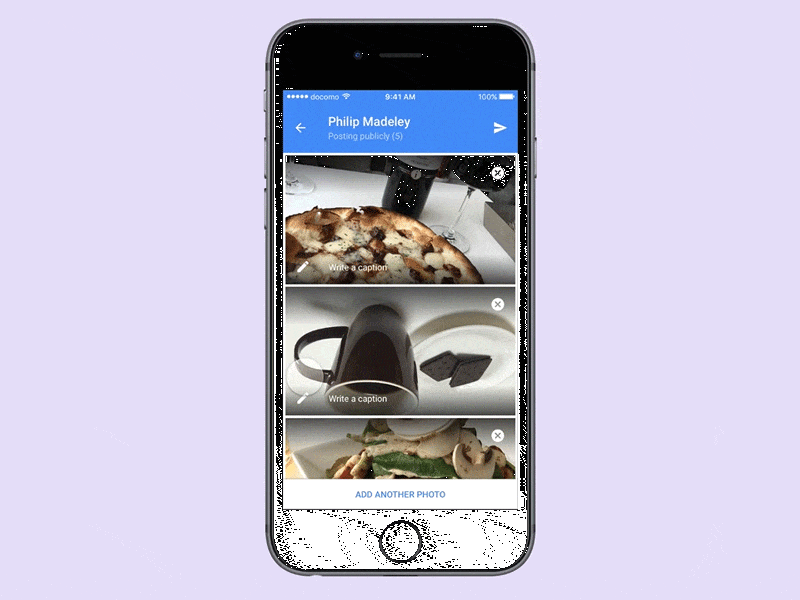 docomo 9:41 AM 100%
Philip Madeley
Posting publicly (5)
Write a caption
Write a caption
ADD ANOTHER PHOTO